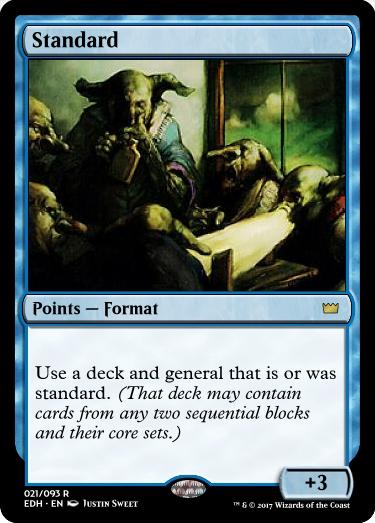 Standard
Points — Format
Use a deck and general that is or was
standard. (That deck may contain
cards from any two sequential blocks
and their core sets.)
+3
021/093 R
EDH • EN Justin Sweet
™ & © 2017 Wizards of the Coast